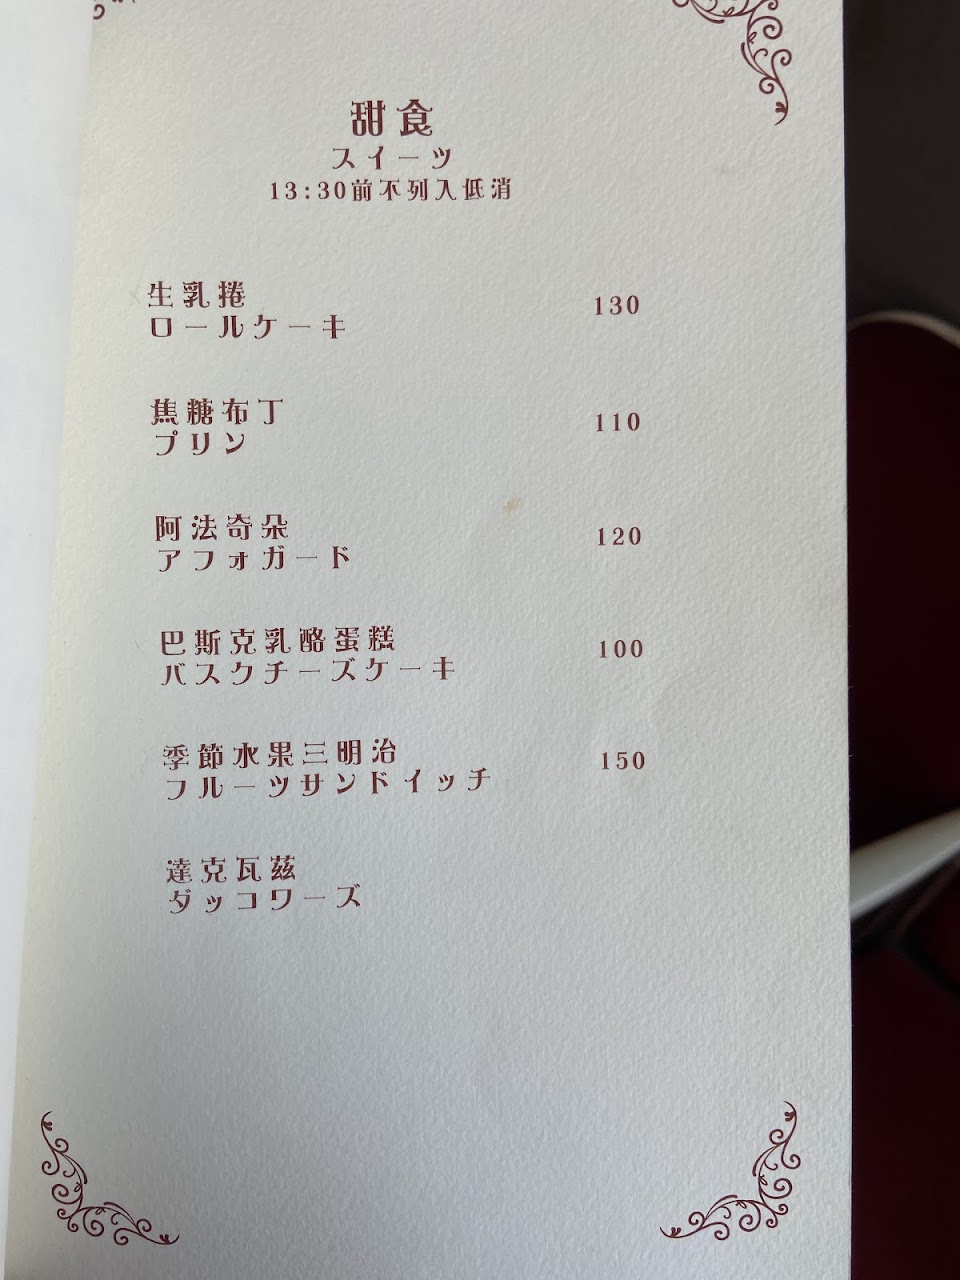 甜食
スイーツ
13:30前不列入低消
生乳捲
ロールケーキ
130
焦糖布丁
プリン
110
阿法奇朵
アフォガード
120
巴斯克乳酪蛋糕
バスクチーズケーキ
100
季節水果三明治
フルーツサンドイッチ
150
達克瓦茲
ダッコワーズ